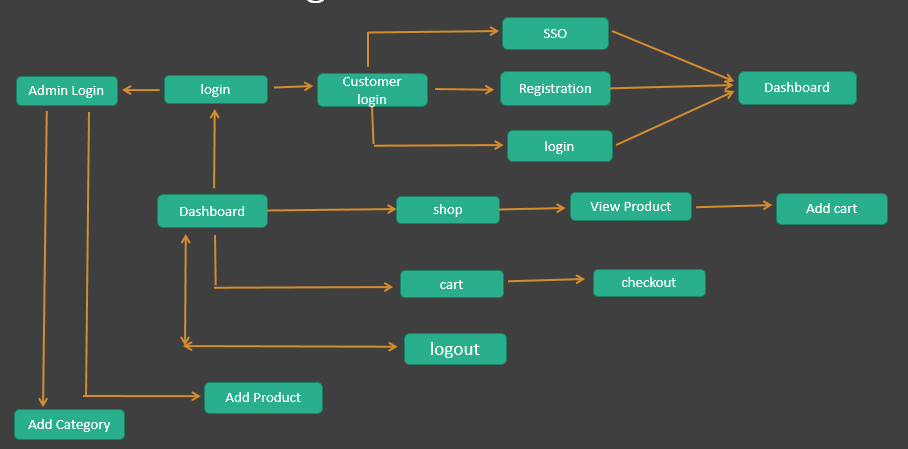 SSO
Admin Login
login
Customer
login
Registration
Dashboard
login
Dashboard
shop
View Product
Add cart
cart
checkout
logout
Add Product
Add Category